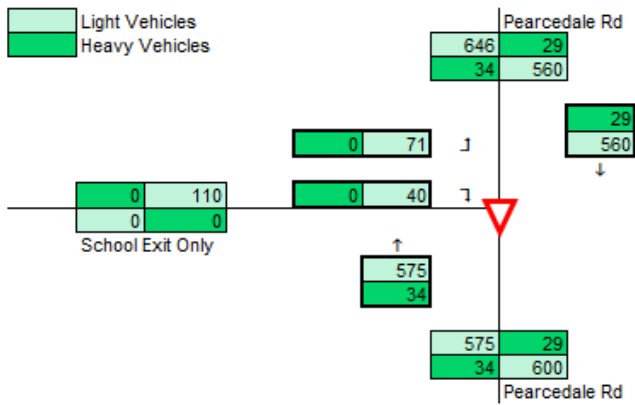 Light Vehicles
Pearcedale Rd
Heavy Vehicles
646 29
34 560
29
560
↓
0 71
0 110
0 40
0 0
School Exit Only
↑
575
34
575 29
34 600
Pearcedale Rd